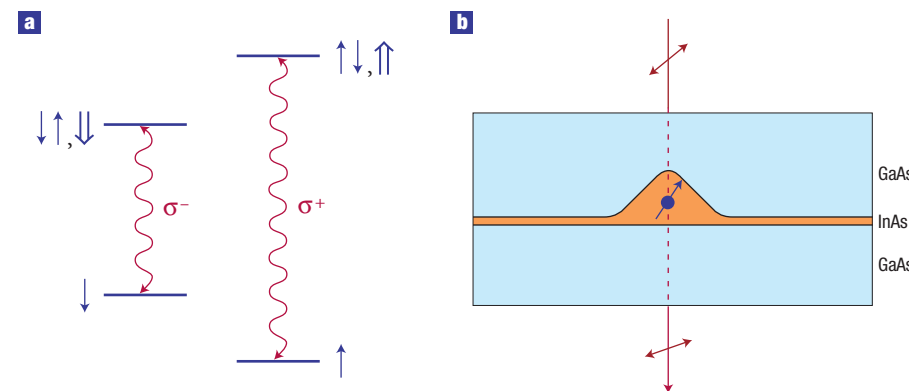 a
↑↓,⇑
↓↑,⇓
σ⁻
σ⁺
↓
↑
b
GaAs
InAs
GaAs